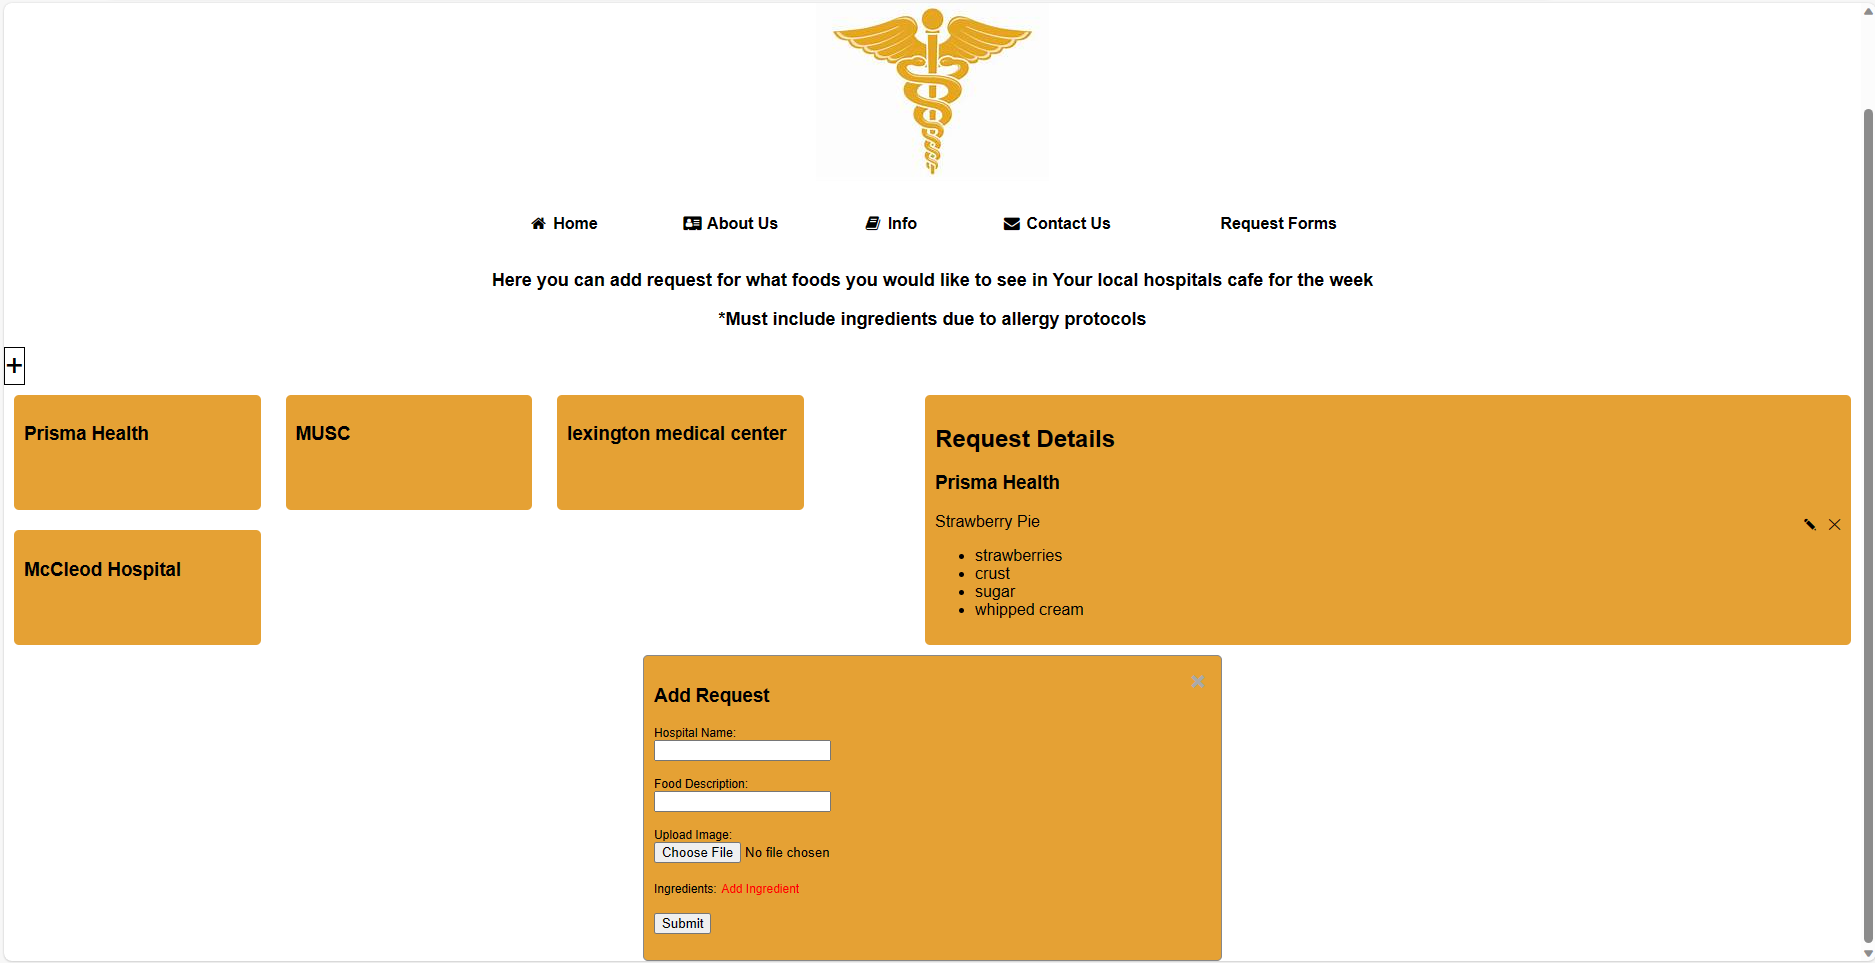 Home About Us Info Contact Us Request Forms
Here you can add request for what foods you would like to see in Your local hospitals cafe for the week
*Must include ingredients due to allergy protocols
+
Prisma Health
MUSC
lexington medical center
McCleod Hospital
Request Details
Prisma Health
Strawberry Pie
strawberries
crust
sugar
whipped cream
Add Request
Hospital Name:
Food Description:
Upload Image:
Choose File No file chosen
Ingredients: Add Ingredient
Submit